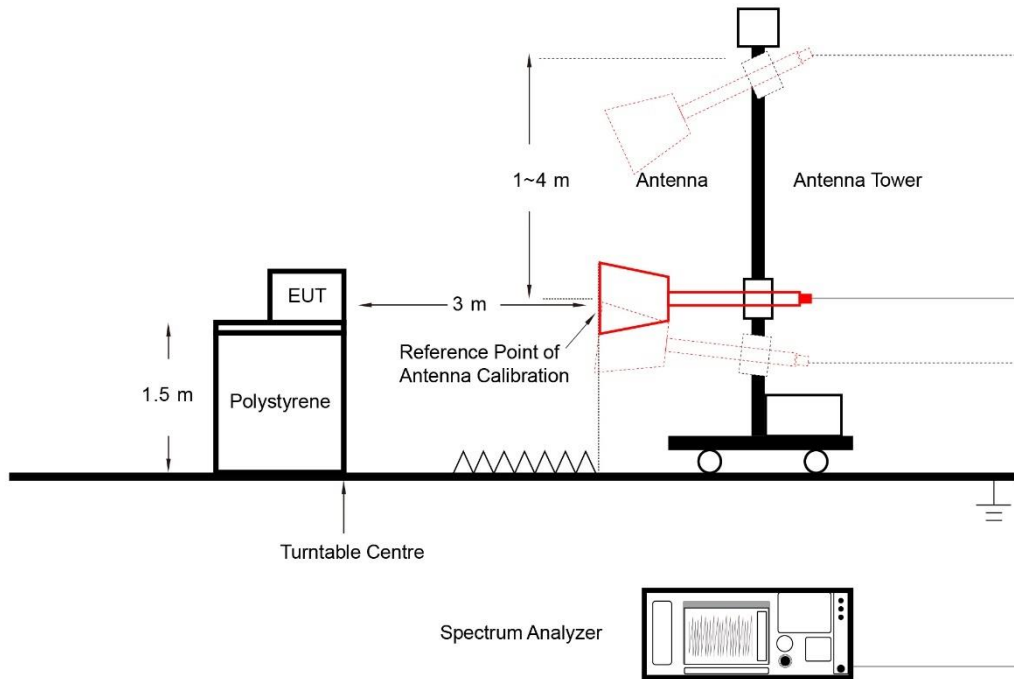 1~4 m
Antenna
Antenna Tower
EUT
3 m
Reference Point of
Antenna Calibration
1.5 m
Polystyrene
Turntable Centre
Spectrum Analyzer